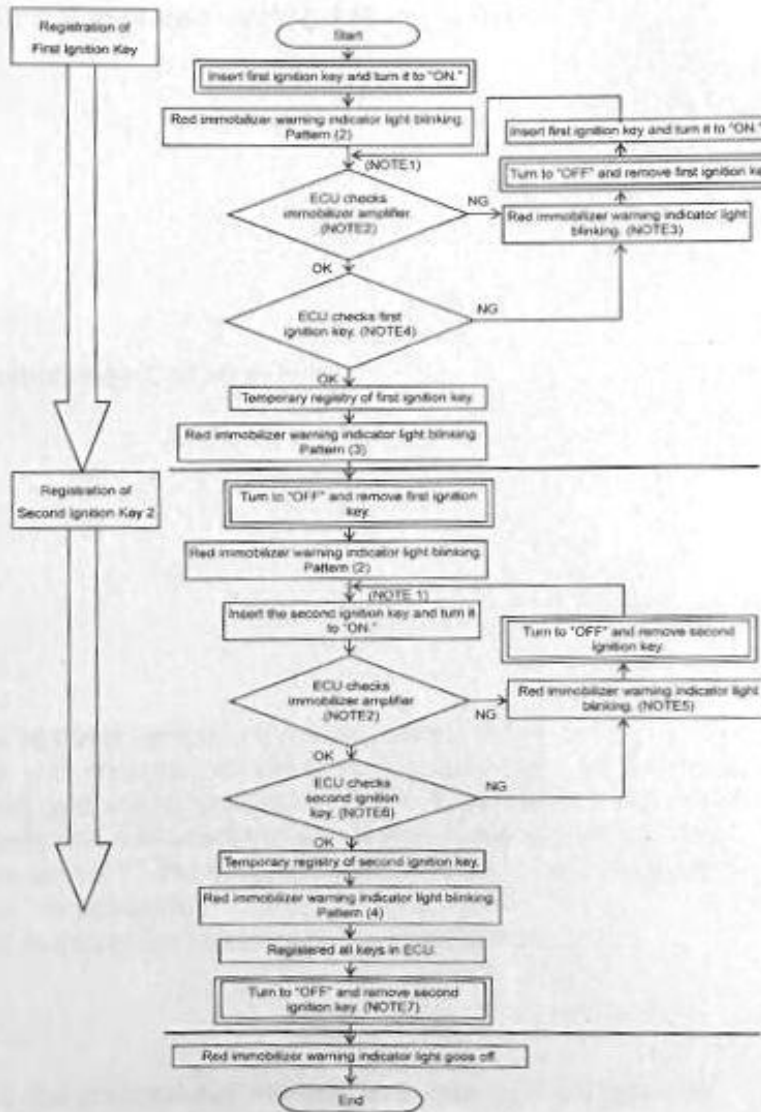 Registration of
First Ignition Key
Start
Insert first ignition key and turn it to "ON."
Red immobilizer warning indicator light blinking.
Pattern (2)
Insert first ignition key and turn it to "ON."
Turn to "OFF" and remove first ignition ke
(NOTE1)
ECU checks
immobilizer amplifier.
(NOTE2)
NG
Red immobilizer warning indicator light
blinking. (NOTE3)
OK
ECU checks first
ignition key. (NOTE4)
NG
OK
Temporary registry of first ignition key.
Red immobilizer warning indicator light blinking.
Pattern (3)
Registration of
Second Ignition Key 2
Turn to "OFF" and remove first ignition
key.
Red immobilizer warning indicator light blinking.
Pattern (2)
(NOTE 1)
Insert the second ignition key and turn it
to "ON."
Turn to "OFF" and remove second
ignition key.
ECU checks
immobilizer amplifier
(NOTE2)
NG
Red immobilizer warning indicator light
blinking. (NOTE5)
OK
ECU checks
second ignition
key. (NOTE6)
NG
OK
Temporary registry of second ignition key.
Red immobilizer warning indicator light blinking.
Pattern (4)
Registered all keys in ECU.
Turn to "OFF" and remove second
ignition key. (NOTE7)
Red immobilizer warning indicator light goes off.
End